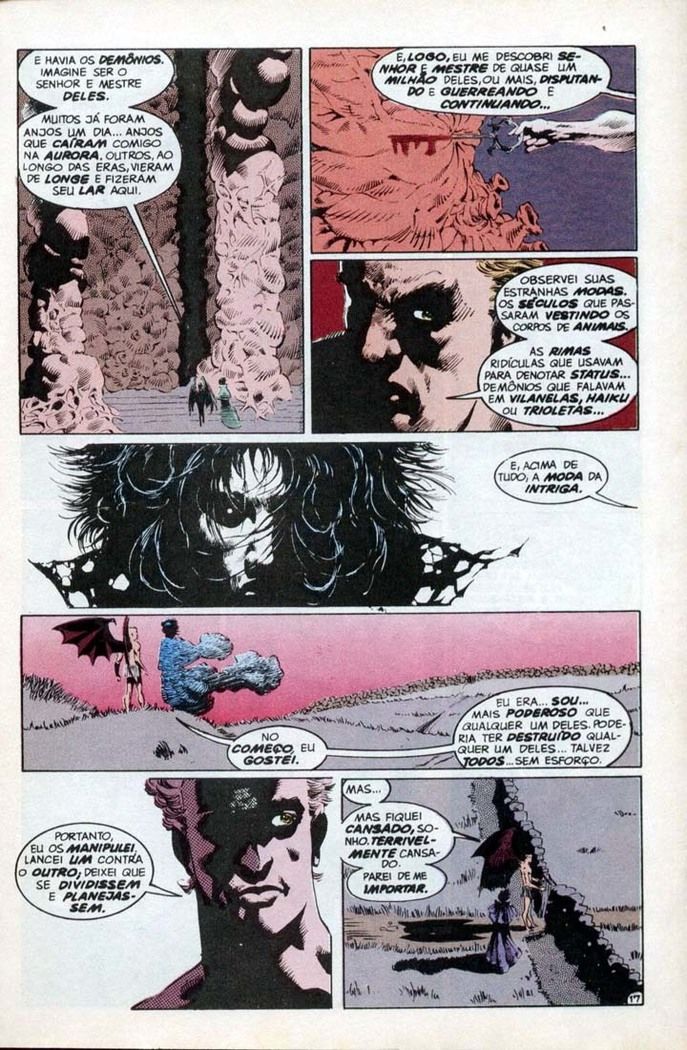 E HAVIA OS DEMÔNIOS.
IMAGINE SER O
SENHOR E MESTRE
DELES.
MUITOS JÁ FORAM
ANJOS UM DIA... ANJOS
QUE CAÍRAM COMIGO
NA AURORA. OUTROS, AO
LONGO DAS ERAS, VIERAM
DE LONGE E FIZERAM
SEU LAR AQUI.
E, LOGO, EU ME DESCOBRI SE-
NHOR E MESTRE DE QUASE UM
MILHÃO DELES, OU MAIS, DISPUTAN-
DO E GUERREANDO E
CONTINUANDO...
OBSERVEI SUAS
ESTRANHAS MODAS.
OS SÉCULOS QUE PAS-
SARAM VESTINDO OS
CORPOS DE ANIMAIS.
AS RIMAS
RIDÍCULAS QUE USAVAM
PARA DENOTAR STATUS...
DEMÔNIOS QUE FALAVAM
EM VILANELAS, HAIKU
OU TRIOLETAS...
E, ACIMA DE
TUDO, A MODA DA
INTRIGA.
NO
COMEÇO, EU
GOSTEI.
EU ERA... SOU...
MAIS PODEROSO QUE
QUALQUER UM DELES. PODE-
RIA TER DESTRUÍDO QUAL-
QUER UM DELES... TALVEZ
TODOS... SEM ESFORÇO.
PORTANTO,
EU OS MANIPULEI.
LANCEI UM CONTRA
O OUTRO; DEIXEI QUE
SE DIVIDISSEM
E PLANEJAS-
SEM.
MAS...
MAS FIQUEI
CANSADO, SO-
NHO. TERRIVEL-
MENTE CANSA-
DO.
PAREI DE ME
IMPORTAR.
17